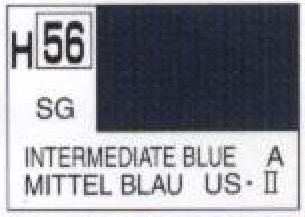 H 56
SG
INTERMEDIATE BLUE A
MITTEL BLAU US・II